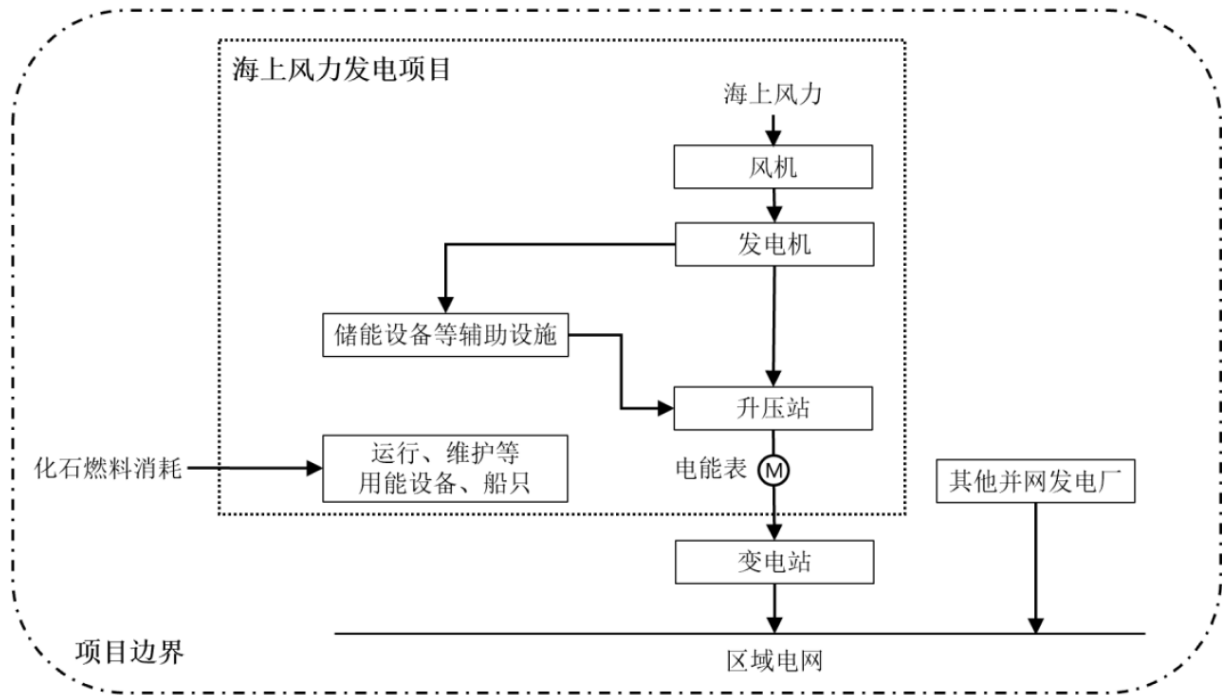 海上风力发电项目
海上风力
风机
发电机
储能设备等辅助设施
升压站
化石燃料消耗
运行、维护等
用能设备、船只
电能表
M
其他并网发电厂
变电站
项目边界
区域电网